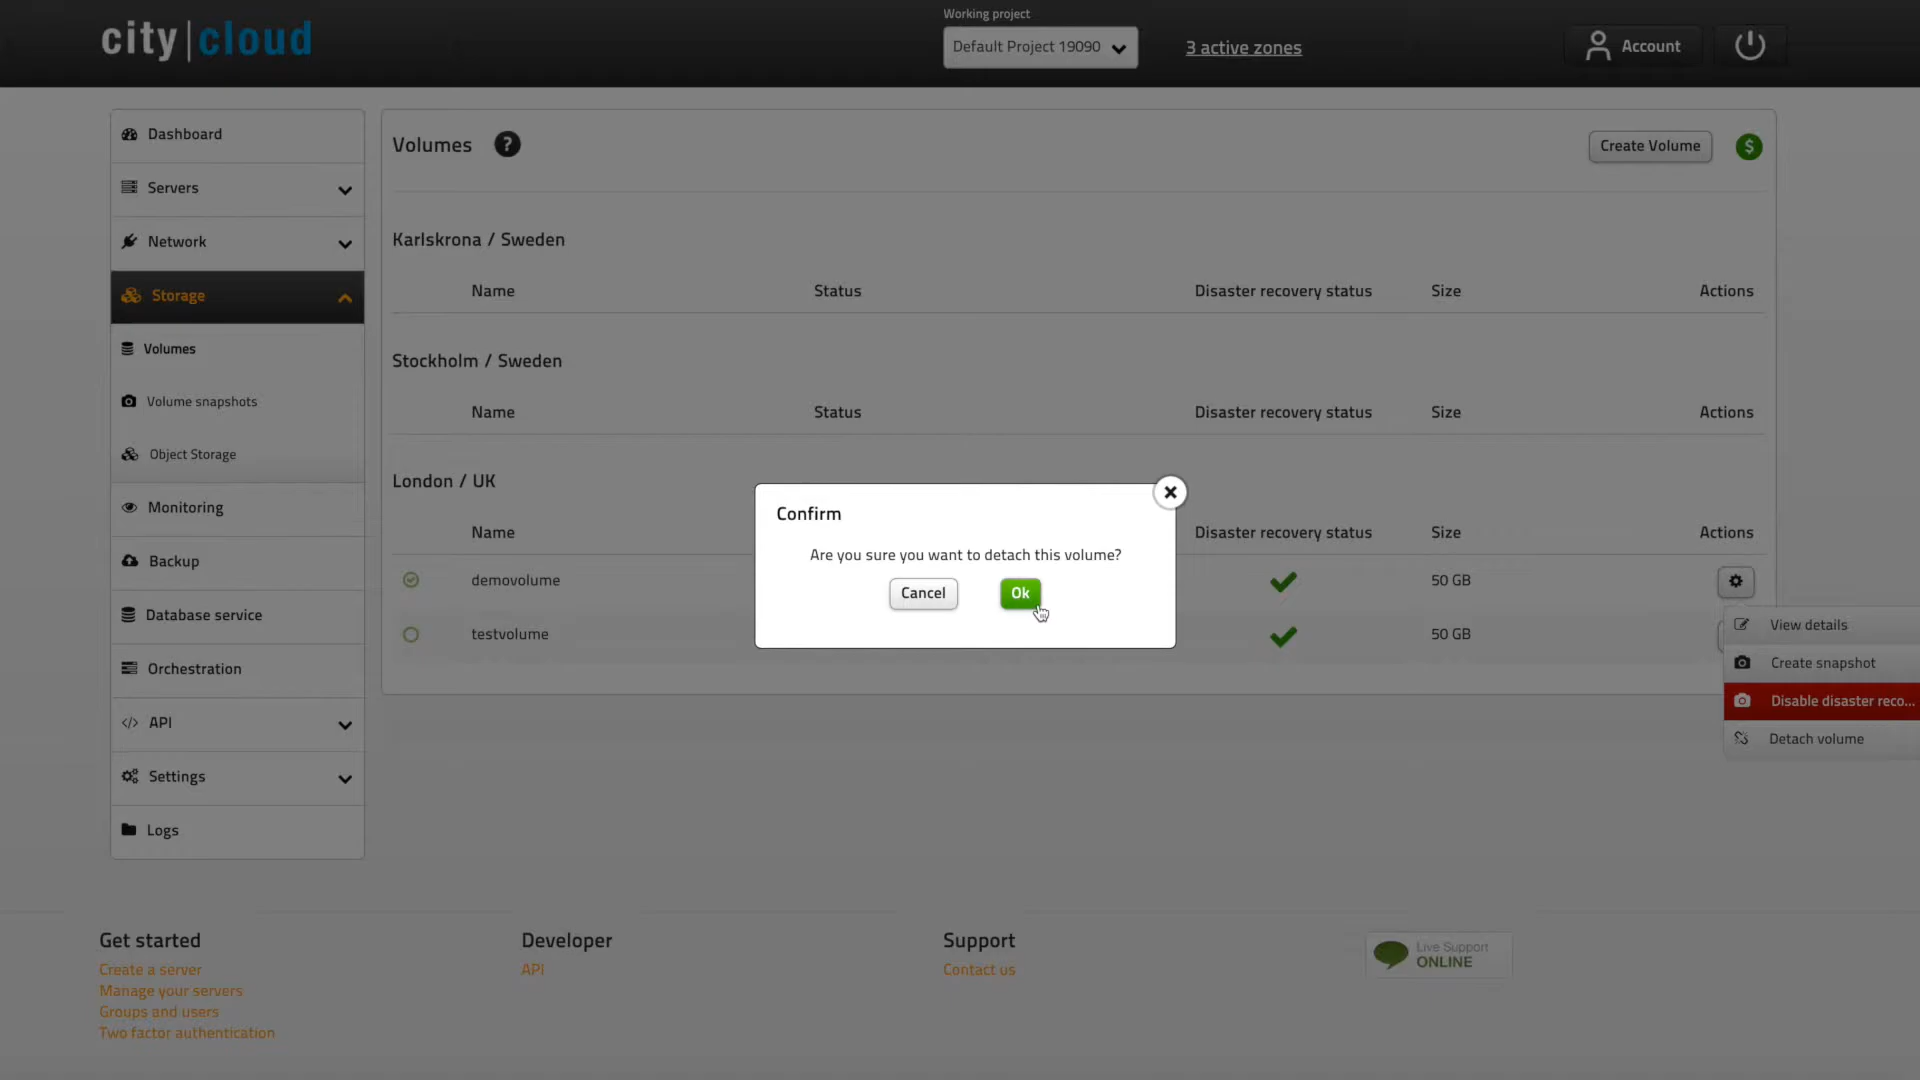 city|cloud
Working project
Default Project 19090
3 active zones
Account
Dashboard
Servers
Network
Storage
Volumes
Volume snapshots
Object Storage
Monitoring
Backup
Database service
Orchestration
API
Settings
Logs
Volumes ?
Create Volume $
Karlskrona / Sweden
Name Status Disaster recovery status Size Actions
Stockholm / Sweden
Name Status Disaster recovery status Size Actions
London / UK
Name Disaster recovery status Size Actions
demovolume 50 GB
testvolume 50 GB
Confirm
Are you sure you want to detach this volume?
Cancel Ok
View details
Create snapshot
Disable disaster reco...
Detach volume
Get started
Create a server
Manage your servers
Groups and users
Two factor authentication
Developer
API
Support
Contact us
Live Support
ONLINE